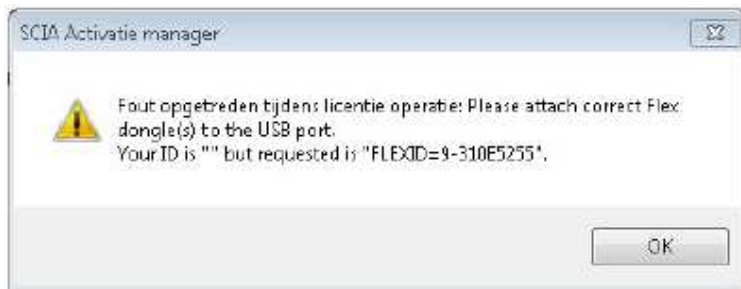 SCIA Activatie manager
Fout opgetreden tijdens licentie operatie: Please attach correct Flex
dongle(s) to the USB port.
Your ID is "" but requested is "FLEXID=9-310E5255".
OK